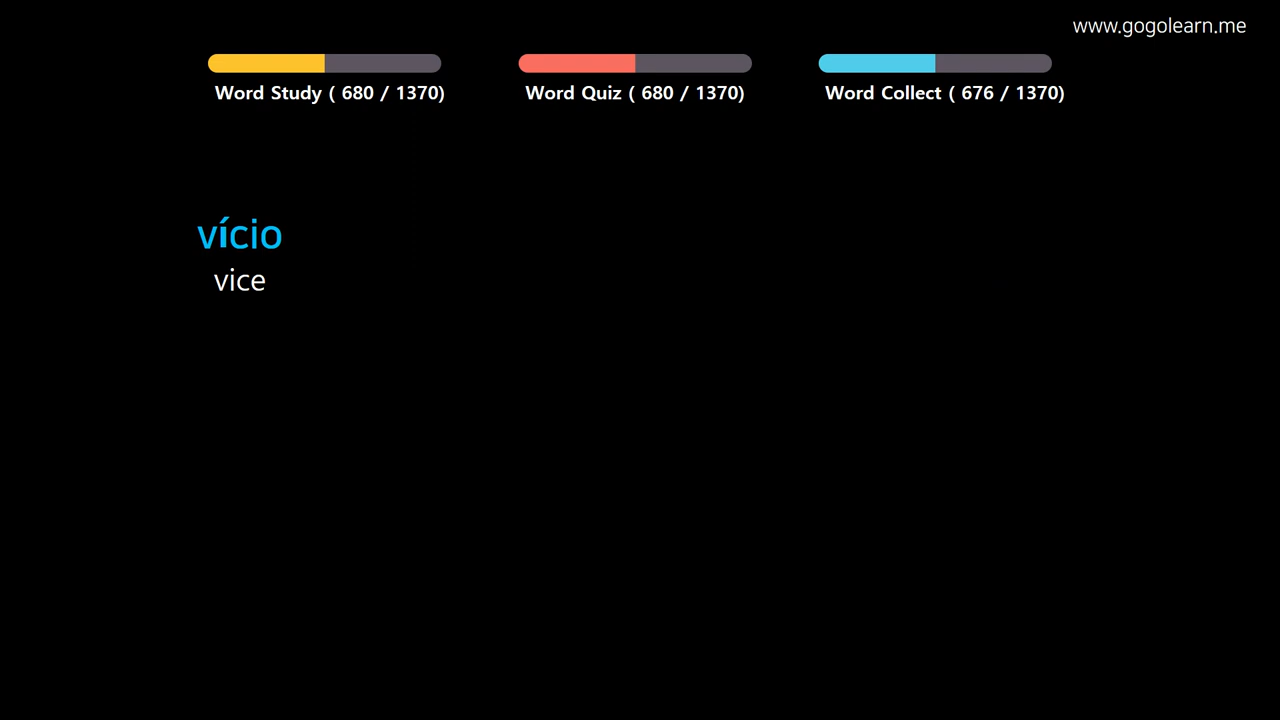 www.gogolearn.me
Word Study ( 680 / 1370)
Word Quiz ( 680 / 1370)
Word Collect ( 676 / 1370)
vício
vice